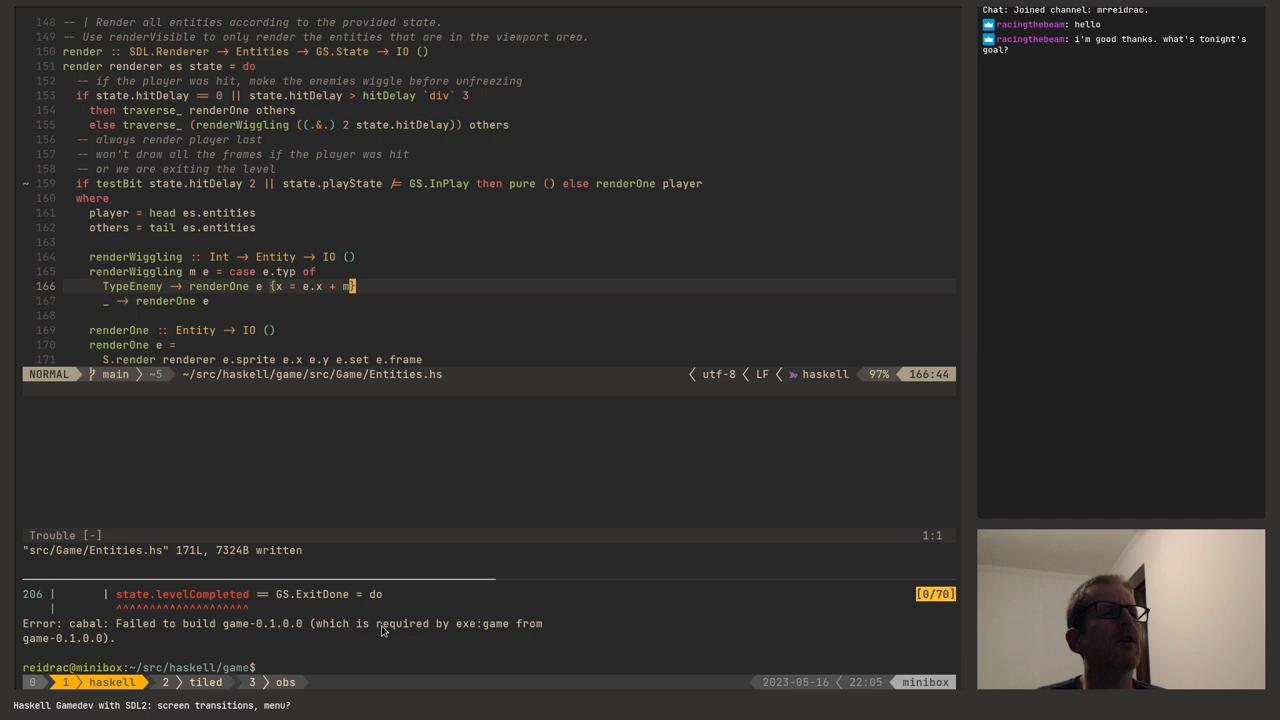 148 -- | Render all entities according to the provided state.
149 -- Use renderVisible to only render the entities that are in the viewport area.
150 render :: SDL.Renderer → Entities → GS.State → IO ()
151 render renderer es state = do
152 -- if the player was hit, make the enemies wiggle before unfreezing
153 if state.hitDelay == 0 || state.hitDelay > hitDelay `div` 3
154 then traverse_ renderOne others
155 else traverse_ (renderWiggling ((.&.) 2 state.hitDelay)) others
156 -- always render player last
157 -- won't draw all the frames if the player was hit
158 -- or we are exiting the level
~ 159 if testBit state.hitDelay 2 || state.playState /= GS.InPlay then pure () else renderOne player
160 where
161 player = head es.entities
162 others = tail es.entities
163
164 renderWiggling :: Int → Entity → IO ()
165 renderWiggling m e = case e.typ of
166 TypeEnemy → renderOne e {x = e.x + m}
167 _ → renderOne e
168
169 renderOne :: Entity → IO ()
170 renderOne e =
171 S.render renderer e.sprite e.x e.y e.set e.frame
NORMAL main ~5 ~/src/haskell/game/src/Game/Entities.hs utf-8 LF haskell 97% 166:44
Trouble [-] 1:1
"src/Game/Entities.hs" 171L, 7324B written
206 | | state.levelCompleted == GS.ExitDone = do [0/70]
| ^^^^^^^^^^^^^^^^^^^^
Error: cabal: Failed to build game-0.1.0.0 (which is required by exe:game from
game-0.1.0.0).
reidrac@minibox:~/src/haskell/game$
0 1 haskell 2 tiled 3 obs 2023-05-16 22:05 minibox
Haskell Gamedev with SDL2: screen transitions, menu?
Chat: Joined channel: mrreidrac.
racingthebeam: hello
racingthebeam: i'm good thanks. what's tonight's
goal?